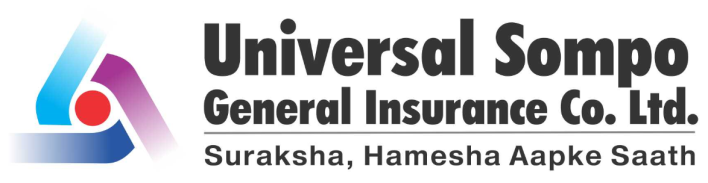 Universal Sompo
General Insurance Co. Ltd.
Suraksha, Hamesha Aapke Saath